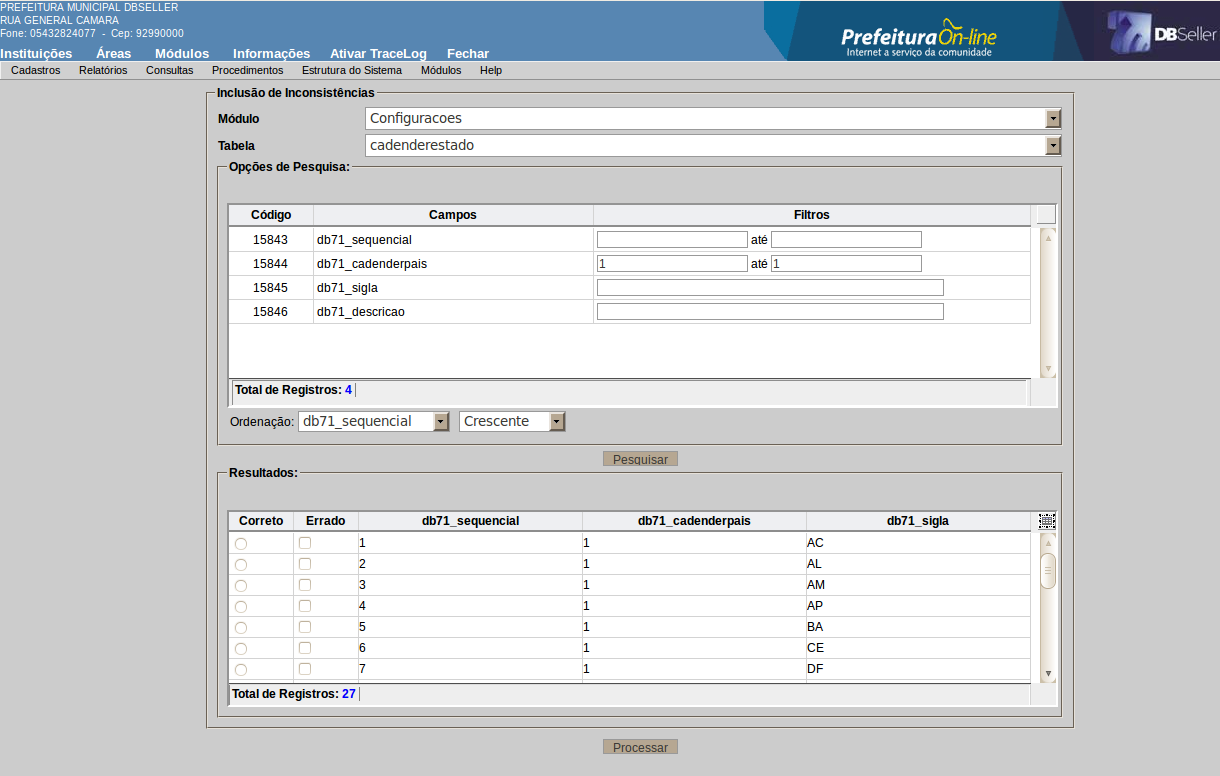 PREFEITURA MUNICIPAL DBSELLER
RUA GENERAL CAMARA
Fone: 05432824077 - Cep: 92990000
PrefeituraOn-line
Internet a serviço da comunidade
DBSeller
Instituições Áreas Módulos Informações Ativar TraceLog Fechar
Cadastros Relatórios Consultas Procedimentos Estrutura do Sistema Módulos Help
Inclusão de Inconsistências
Módulo Configuracoes
Tabela cadenderestado
Opções de Pesquisa:
Código Campos Filtros
15843 db71_sequencial até
15844 db71_cadenderpais 1 até 1
15845 db71_sigla
15846 db71_descricao
Total de Registros: 4
Ordenação: db71_sequencial Crescente
Pesquisar
Resultados:
Correto Errado db71_sequencial db71_cadenderpais db71_sigla
1 1 AC
2 1 AL
3 1 AM
4 1 AP
5 1 BA
6 1 CE
7 1 DF
Total de Registros: 27
Processar